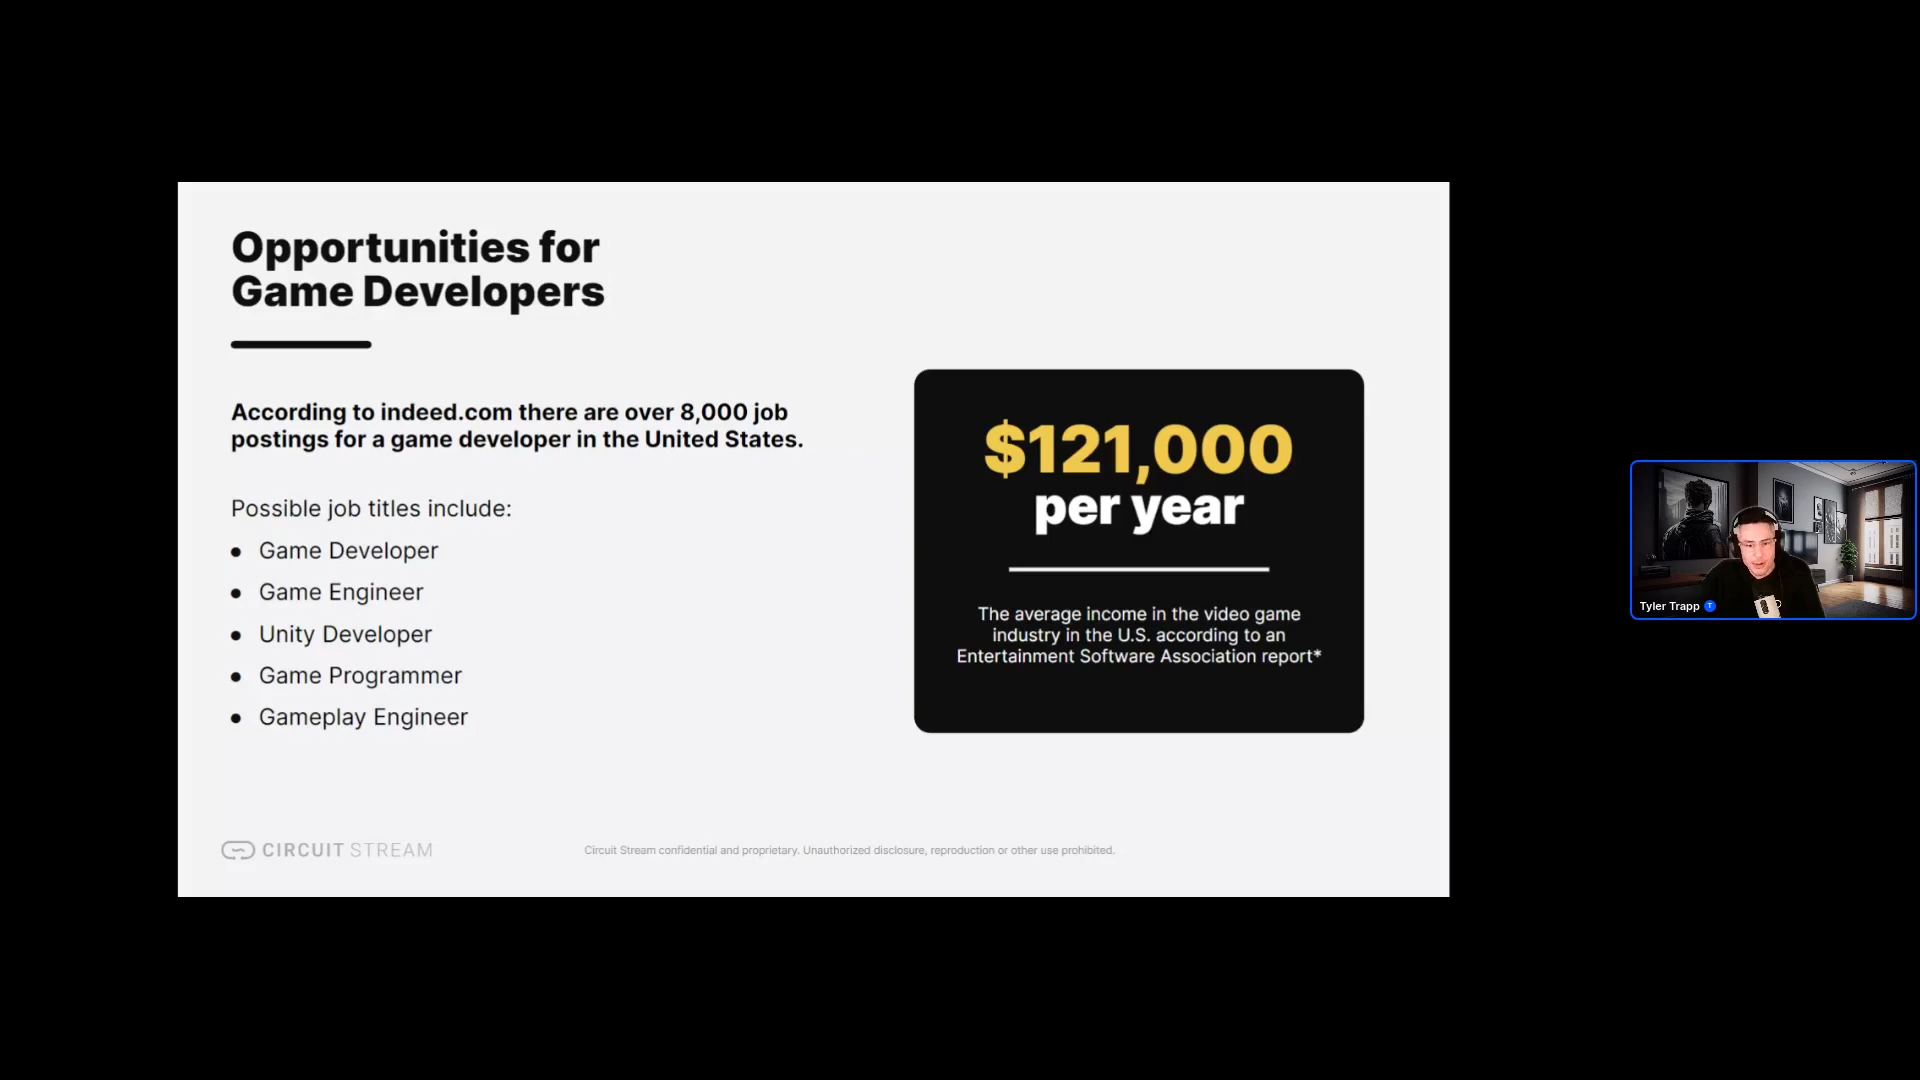 Opportunities for
Game Developers
According to indeed.com there are over 8,000 job
postings for a game developer in the United States.
Possible job titles include:
● Game Developer
● Game Engineer
● Unity Developer
● Game Programmer
● Gameplay Engineer
$121,000
per year
The average income in the video game
industry in the U.S. according to an
Entertainment Software Association report*
CIRCUIT STREAM
Circuit Stream confidential and proprietary. Unauthorized disclosure, reproduction or other use prohibited.
Tyler Trapp T